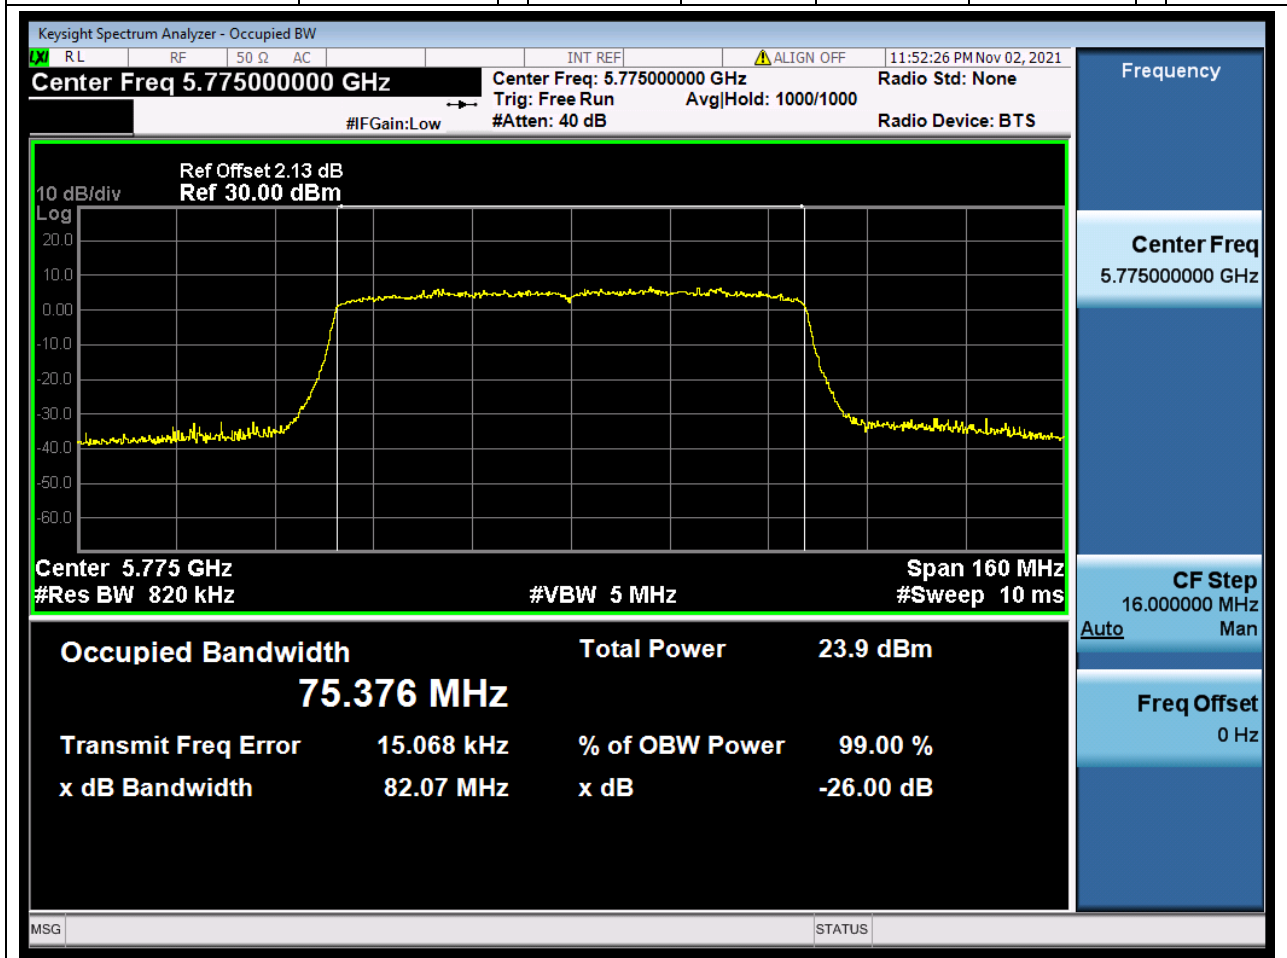 Keysight Spectrum Analyzer - Occupied BW
LXI RL RF 50 Ω AC INT REF ALIGN OFF 11:52:26 PM Nov 02, 2021
Center Freq 5.775000000 GHz
Center Freq: 5.775000000 GHz
Radio Std: None
Trig: Free Run Avg|Hold: 1000/1000
#IFGain:Low #Atten: 40 dB
Radio Device: BTS
Ref Offset 2.13 dB
10 dB/div Ref 30.00 dBm
Log
20.0
10.0
0.00
-10.0
-20.0
-30.0
-40.0
-50.0
-60.0
Center 5.775 GHz Span 160 MHz
#Res BW 820 kHz #VBW 5 MHz #Sweep 10 ms
Occupied Bandwidth Total Power 23.9 dBm
75.376 MHz
Transmit Freq Error 15.068 kHz % of OBW Power 99.00 %
x dB Bandwidth 82.07 MHz x dB -26.00 dB
Frequency
Center Freq
5.775000000 GHz
CF Step
16.000000 MHz
Auto Man
Freq Offset
0 Hz
MSG STATUS